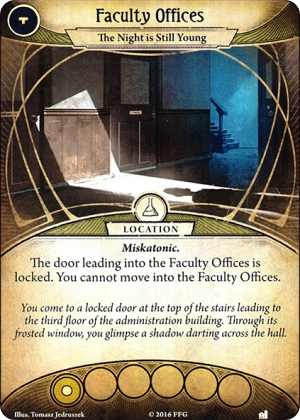 Faculty Offices
The Night is Still Young
LOCATION
Miskatonic.
The door leading into the Faculty Offices is
locked. You cannot move into the Faculty Offices.
You come to a locked door at the top of the stairs leading to
the third floor of the administration building. Through its
frosted window, you glimpse a shadow darting across the hall.
Illus. Tomasz Jedruszek
© 2016 FFG